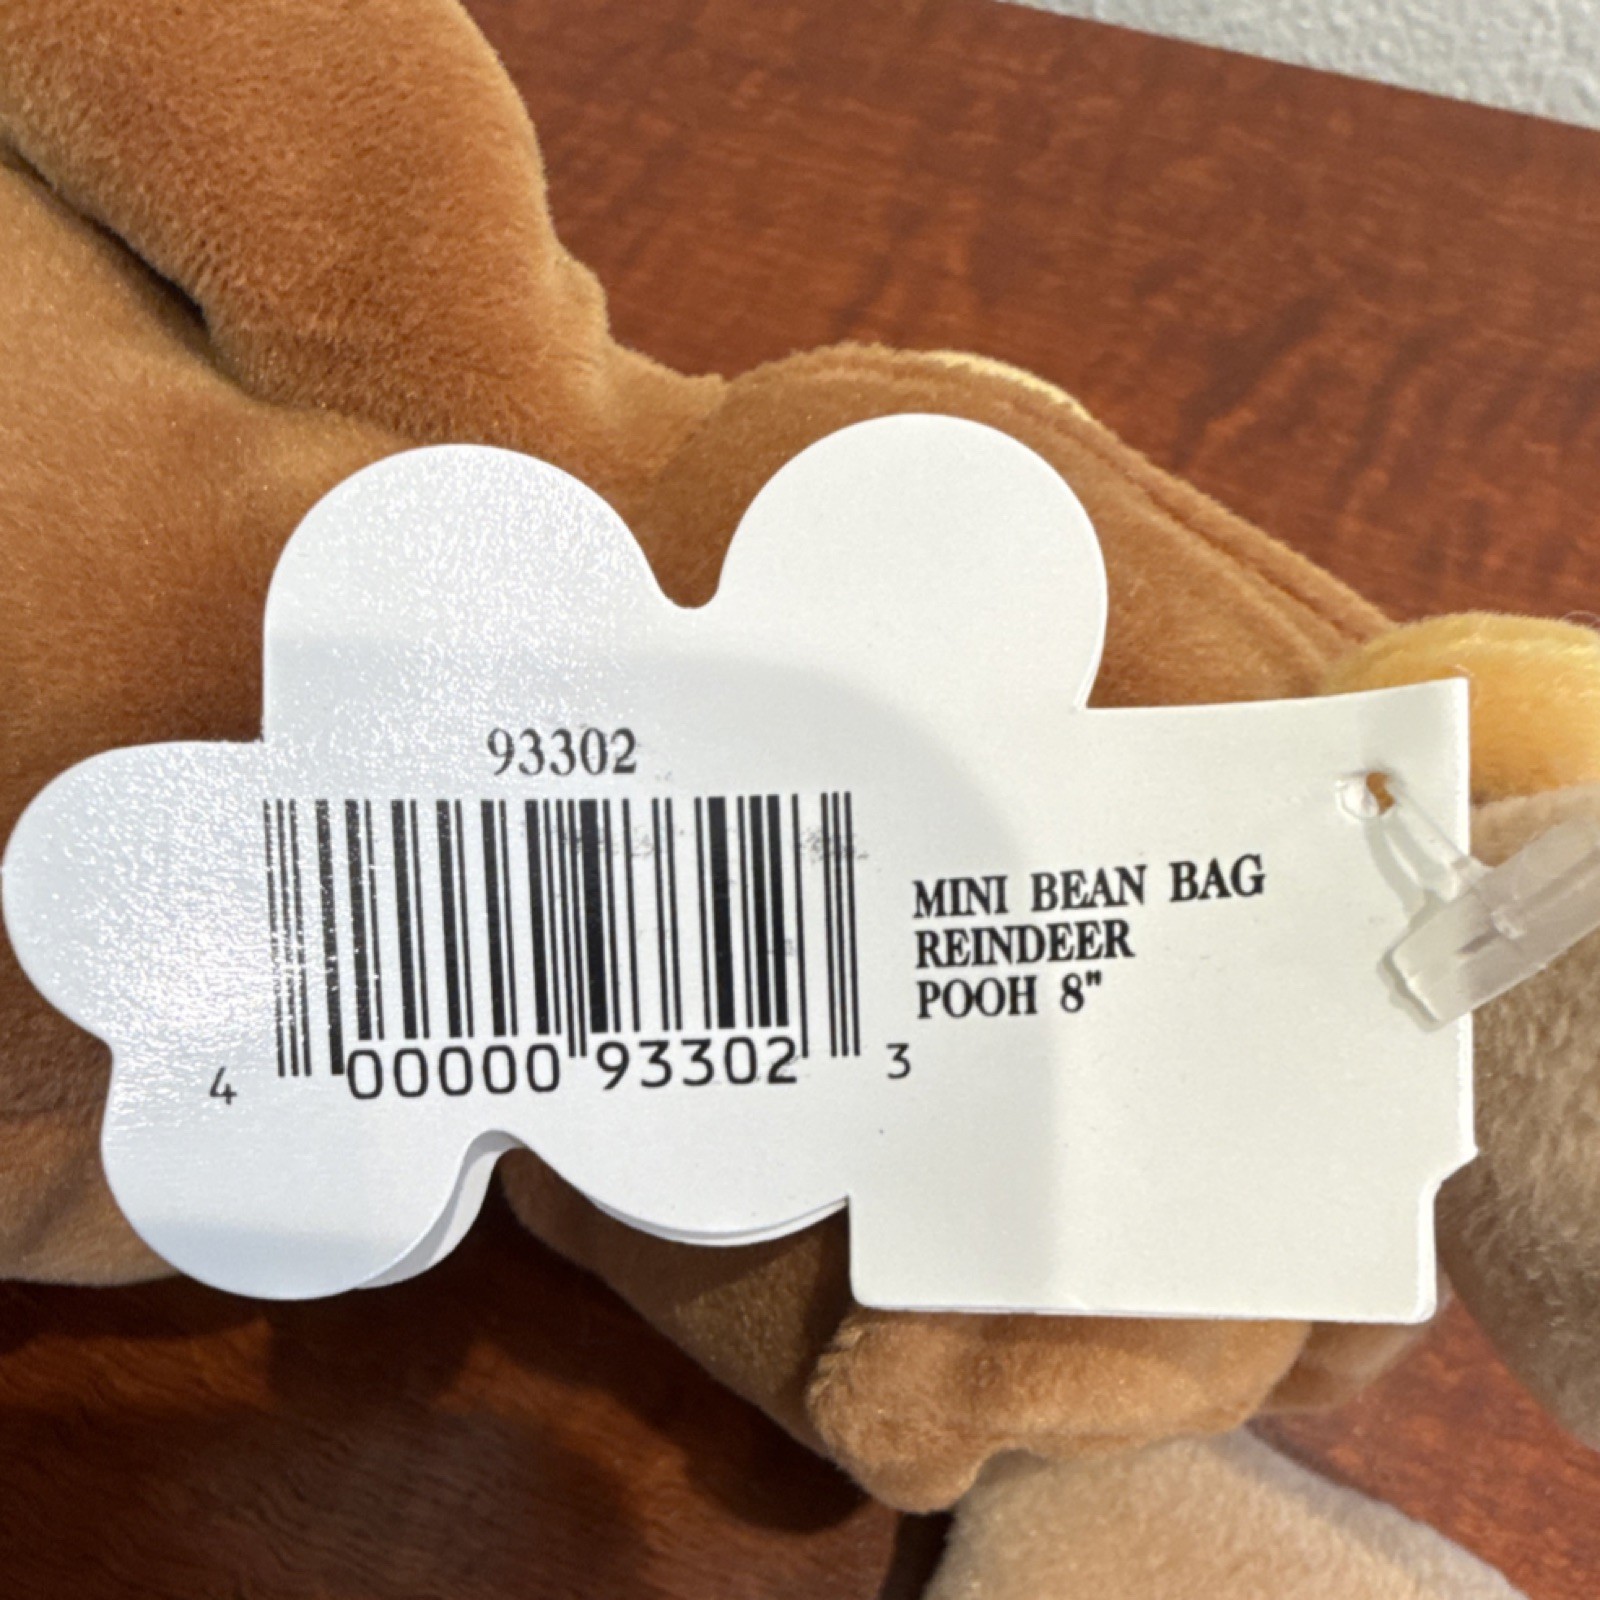 93302
4 00000 93302 3
MINI BEAN BAG
REINDEER
POOH 8"